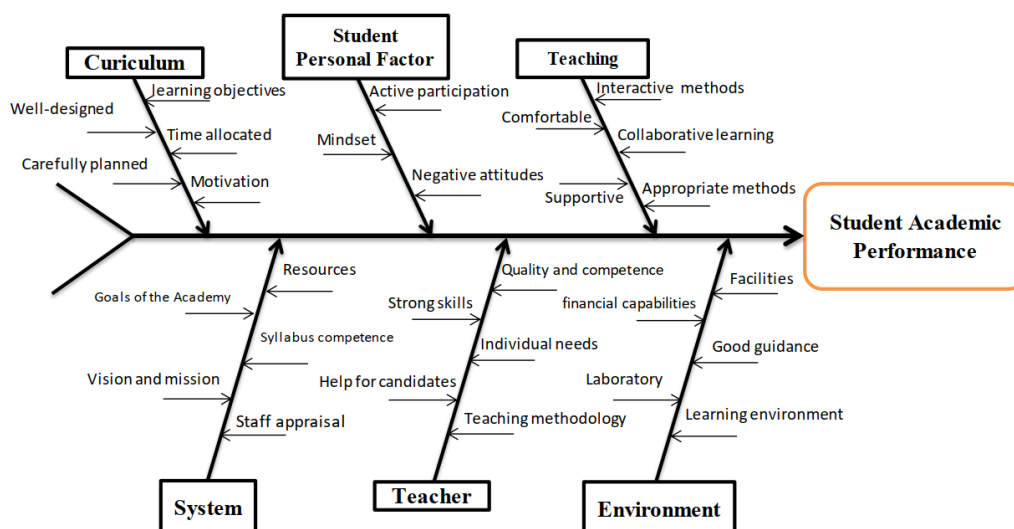 Curiculum
learning objectives
Well-designed
Time allocated
Carefully planned
Motivation
Student
Personal Factor
Active participation
Mindset
Negative attitudes
Teaching
Interactive methods
Comfortable
Collaborative learning
Supportive
Appropriate methods
Student Academic
Performance
Resources
Goals of the Academy
Syllabus competence
Vision and mission
Staff appraisal
System
Quality and competence
Strong skills
Individual needs
Help for candidates
Teaching methodology
Teacher
Facilities
financial capabilities
Good guidance
Laboratory
Learning environment
Environment